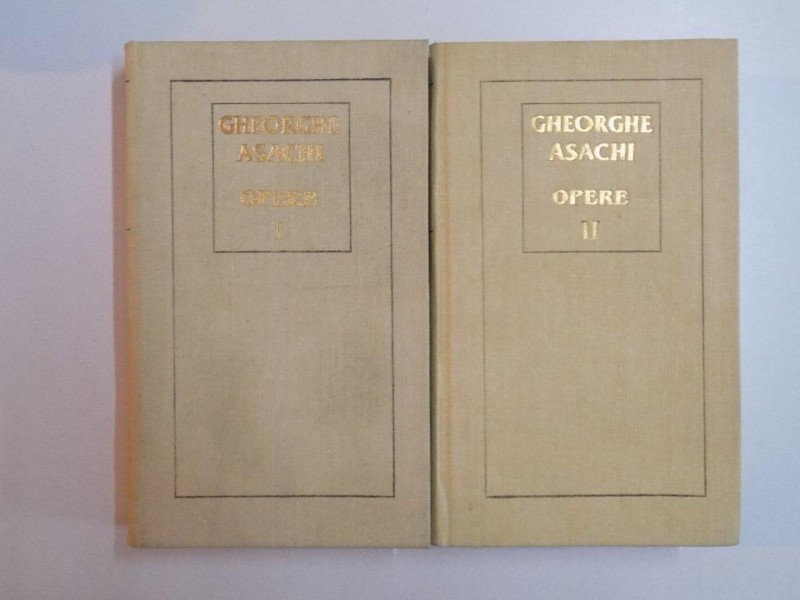 GHEORGHE
ASACHI
OPERE
I
GHEORGHE
ASACHI
OPERE
II